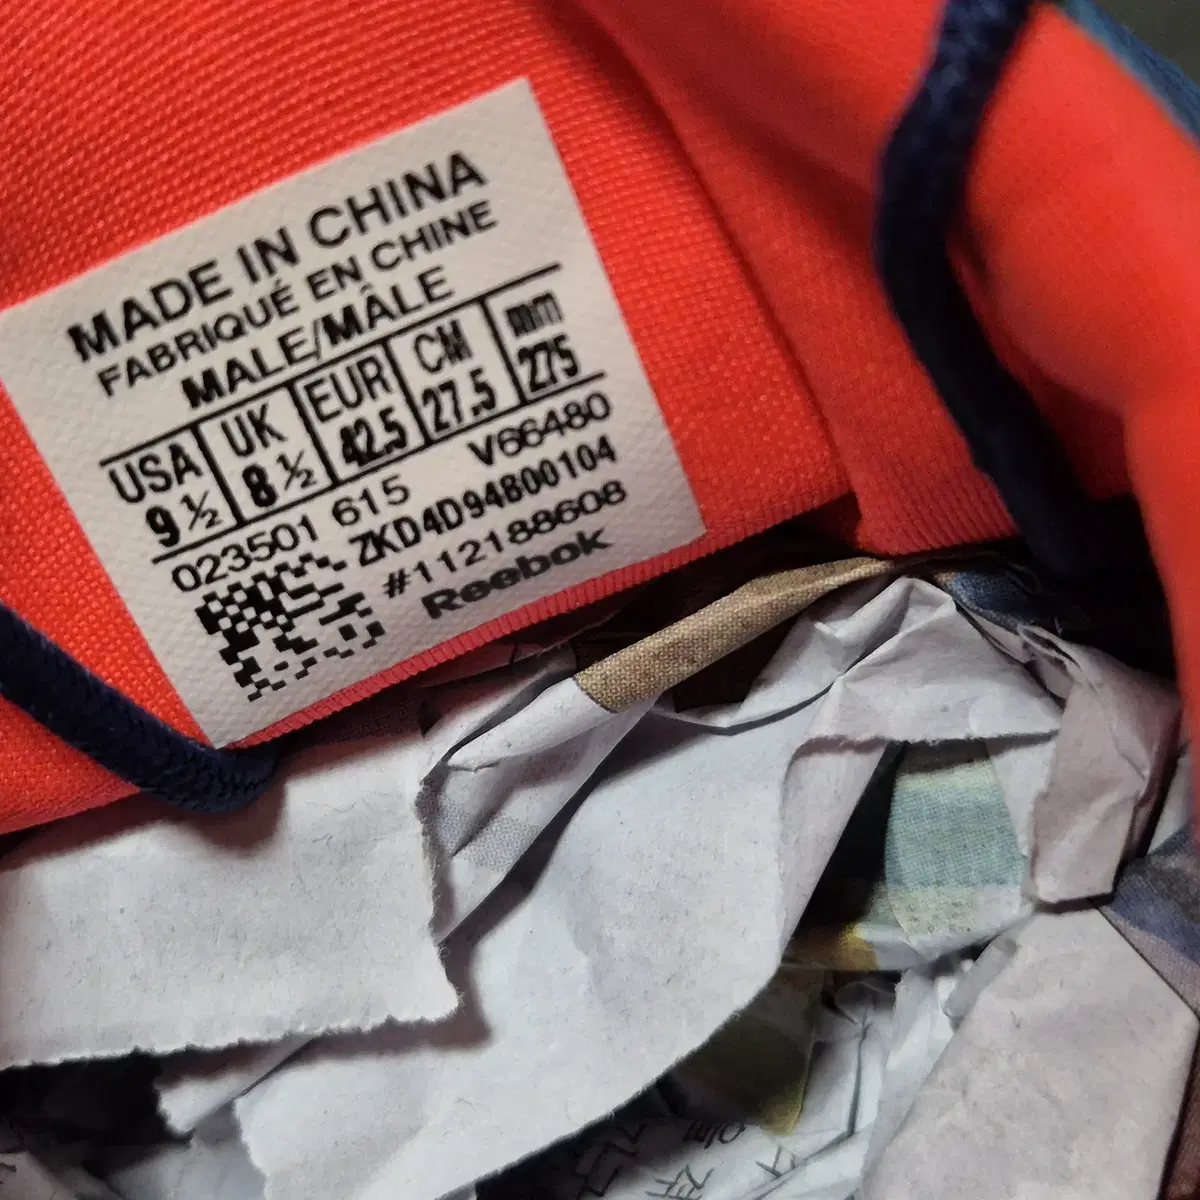 MADE IN CHINA
FABRIQUÉ EN CHINE
MALE/MÂLE
USA UK EUR CM mm
9 ½ 8 ½ 42.5 27.5 275
023501 615 V66480
ZKD4D94800104
#112188608
Reebok